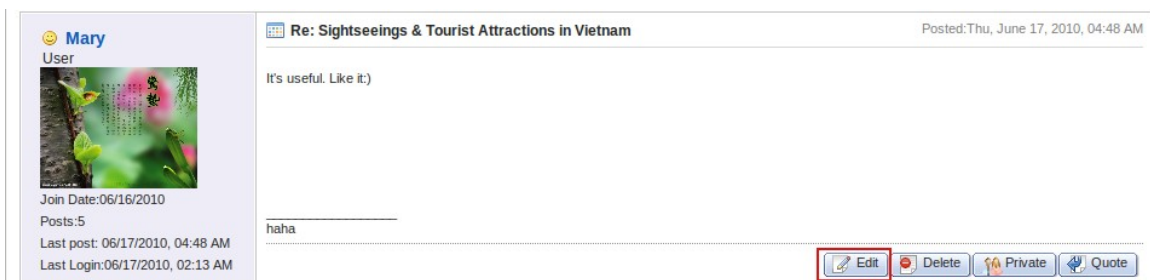 Mary
User
鶯
Join Date:06/16/2010
Posts:5
Last post: 06/17/2010, 04:48 AM
Last Login:06/17/2010, 02:13 AM
Re: Sightseeings & Tourist Attractions in Vietnam
Posted:Thu, June 17, 2010, 04:48 AM
It's useful. Like it:)
haha
Edit
Delete
Private
Quote